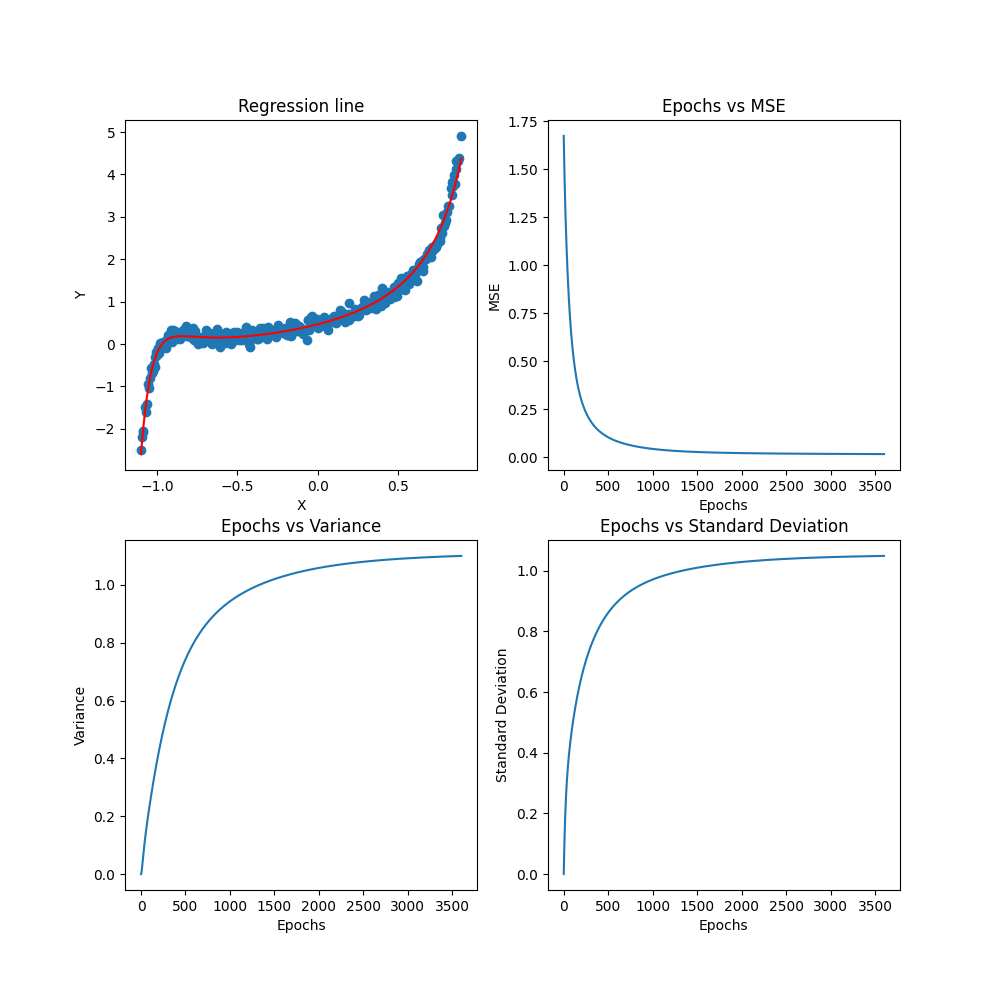 Regression line
5
4
3
2
1
0
−1
−2
Y
−1.0 −0.5 0.0 0.5
X
Epochs vs MSE
1.75
1.50
1.25
1.00
0.75
0.50
0.25
0.00
MSE
0 500 1000 1500 2000 2500 3000 3500
Epochs
Epochs vs Variance
1.0
0.8
0.6
0.4
0.2
0.0
Variance
0 500 1000 1500 2000 2500 3000 3500
Epochs
Epochs vs Standard Deviation
1.0
0.8
0.6
0.4
0.2
0.0
Standard Deviation
0 500 1000 1500 2000 2500 3000 3500
Epochs